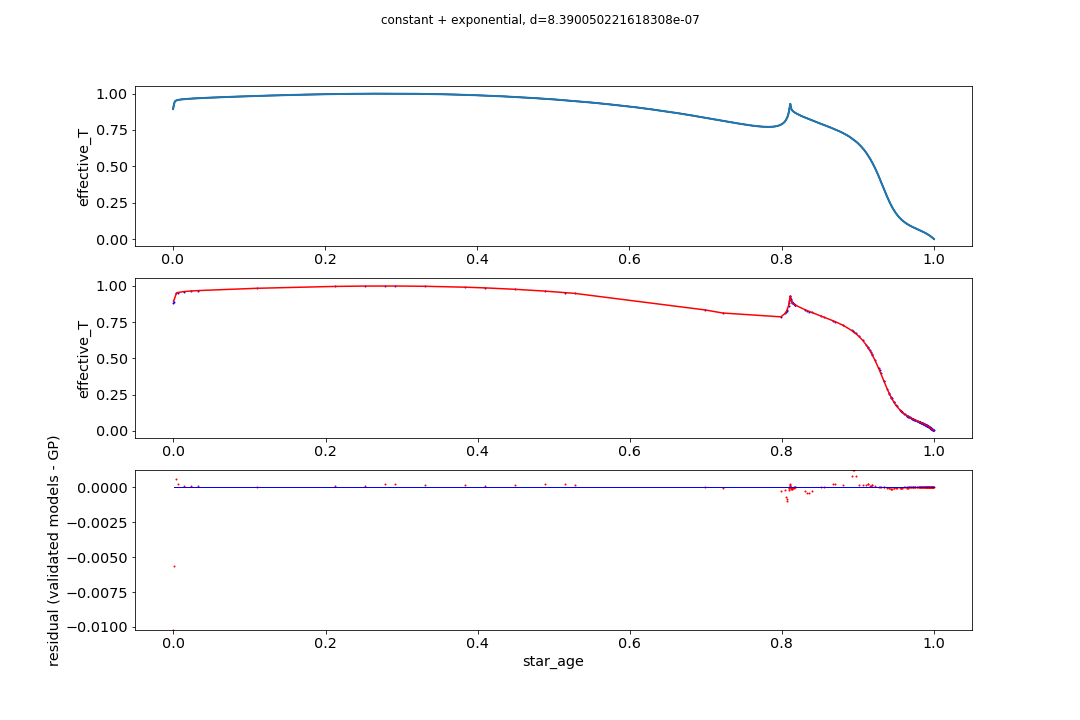 constant + exponential, d=8.390050221618308e-07
1.00
0.75
0.50
0.25
0.00
effective_T
0.0 0.2 0.4 0.6 0.8 1.0
1.00
0.75
0.50
0.25
0.00
effective_T
0.0 0.2 0.4 0.6 0.8 1.0
0.0000
−0.0025
−0.0050
−0.0075
−0.0100
residual (validated models - GP)
0.0 0.2 0.4 0.6 0.8 1.0
star_age